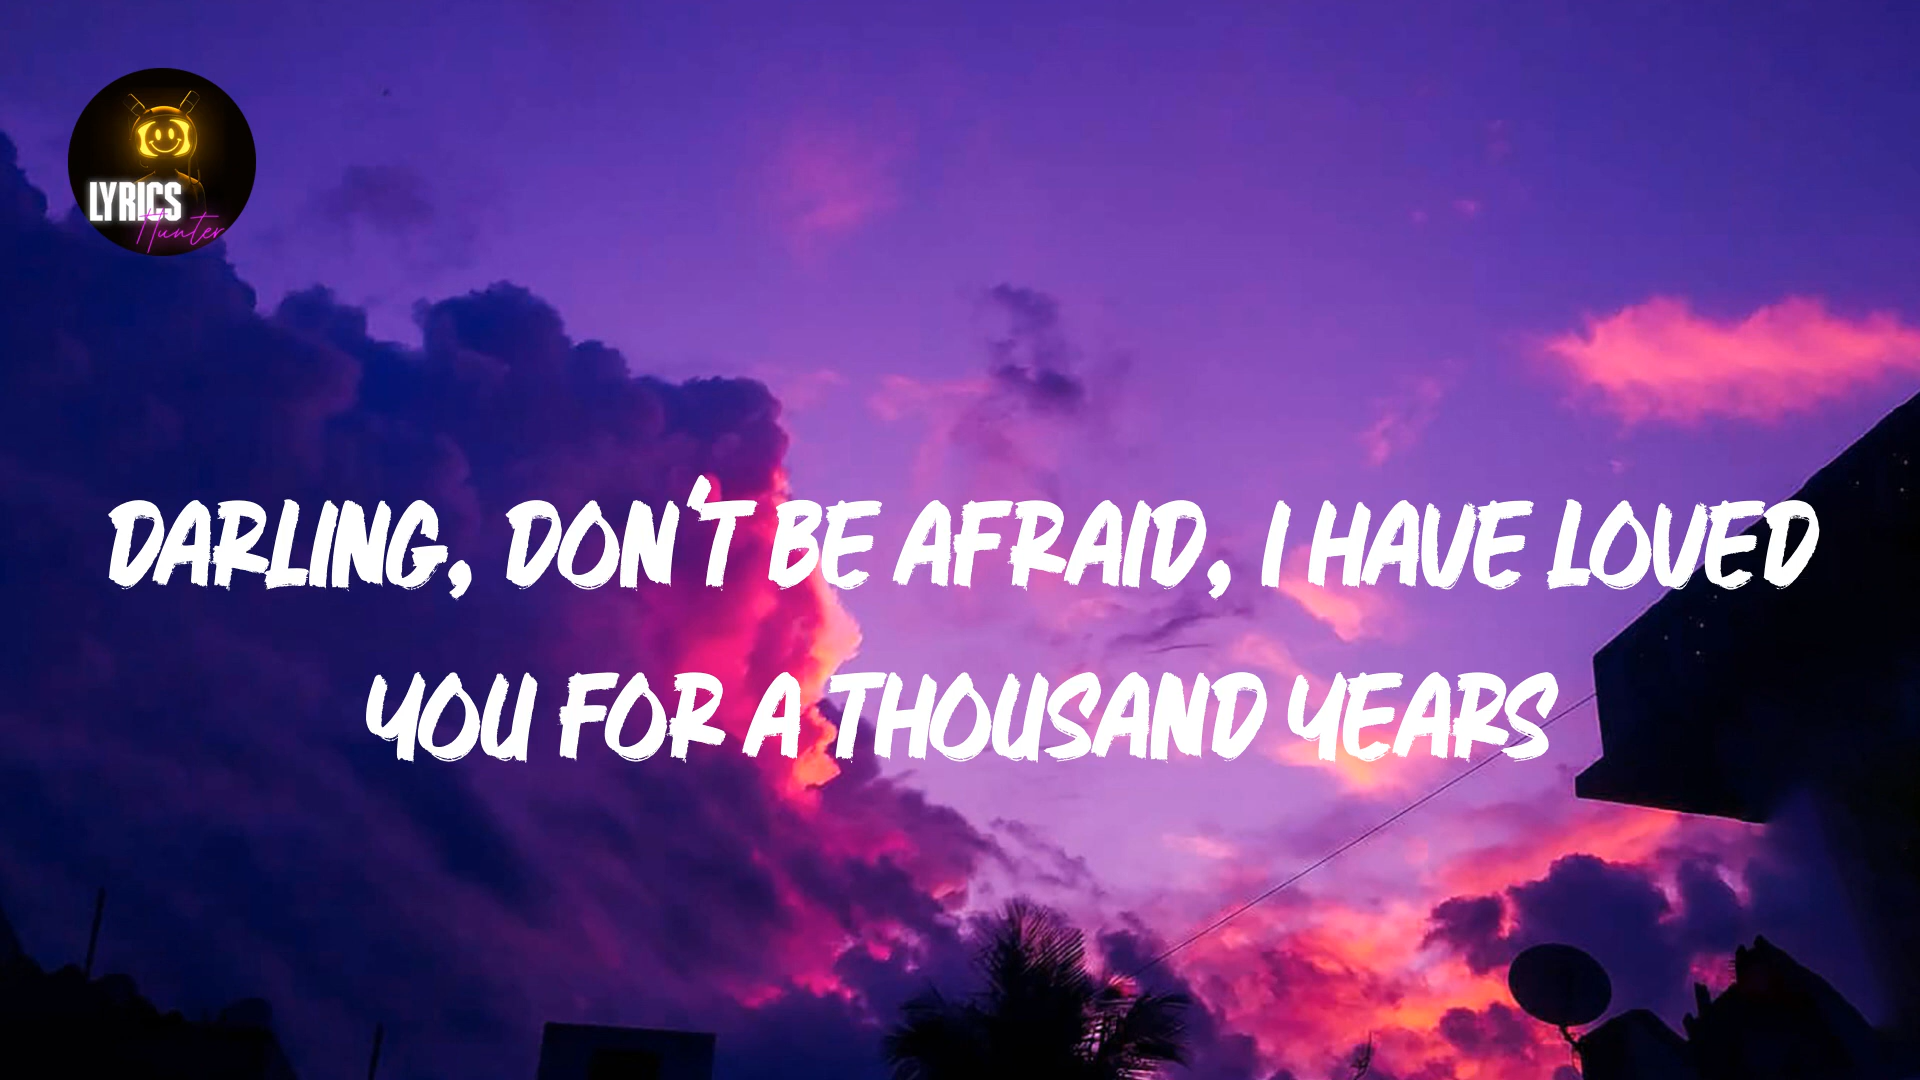 LYRICS
Hunter
DARLING, DON'T BE AFRAID, I HAVE LOVED
YOU FOR A THOUSAND YEARS